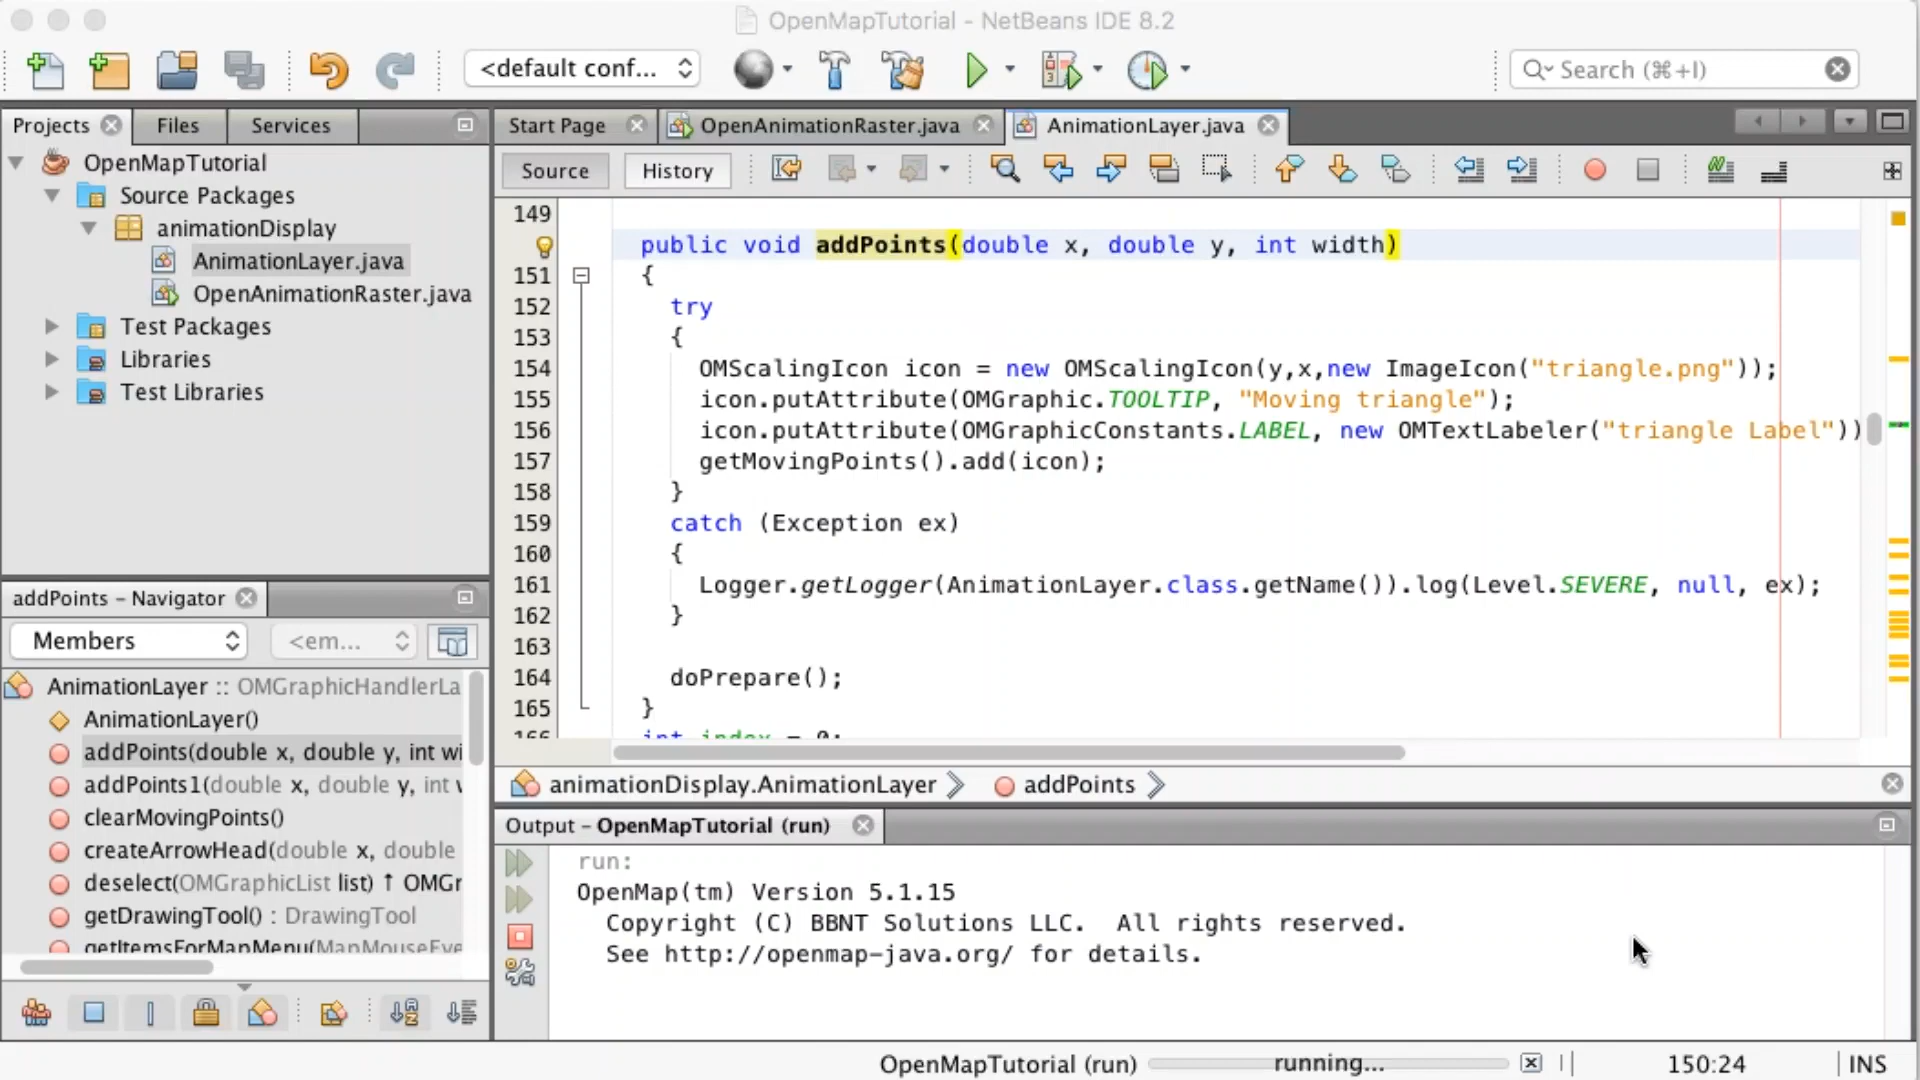 OpenMapTutorial - NetBeans IDE 8.2
<default conf...
Search (⌘+I)
Projects
Files
Services
OpenMapTutorial
Source Packages
animationDisplay
AnimationLayer.java
OpenAnimationRaster.java
Test Packages
Libraries
Test Libraries
addPoints - Navigator
Members
<em...
AnimationLayer :: OMGraphicHandlerLa
AnimationLayer()
addPoints(double x, double y, int wi
addPoints1(double x, double y, int w
clearMovingPoints()
createArrowHead(double x, double
deselect(OMGraphicList list) ↑ OMGr
getDrawingTool() : DrawingTool
getItemsForMapMenu(MapMouseEve
Start Page
OpenAnimationRaster.java
AnimationLayer.java
Source
History
149
public void addPoints(double x, double y, int width)
151 {
152 try
153 {
154 OMScalingIcon icon = new OMScalingIcon(y,x,new ImageIcon("triangle.png"));
155 icon.putAttribute(OMGraphic.TOOLTIP, "Moving triangle");
156 icon.putAttribute(OMGraphicConstants.LABEL, new OMTextLabeler("triangle Label"))
157 getMovingPoints().add(icon);
158 }
159 catch (Exception ex)
160 {
161 Logger.getLogger(AnimationLayer.class.getName()).log(Level.SEVERE, null, ex);
162 }
163
164 doPrepare();
165 }
166 int index = 0;
animationDisplay.AnimationLayer
addPoints
Output - OpenMapTutorial (run)
run:
OpenMap(tm) Version 5.1.15
Copyright (C) BBNT Solutions LLC. All rights reserved.
See http://openmap-java.org/ for details.
OpenMapTutorial (run)
running...
150:24
INS